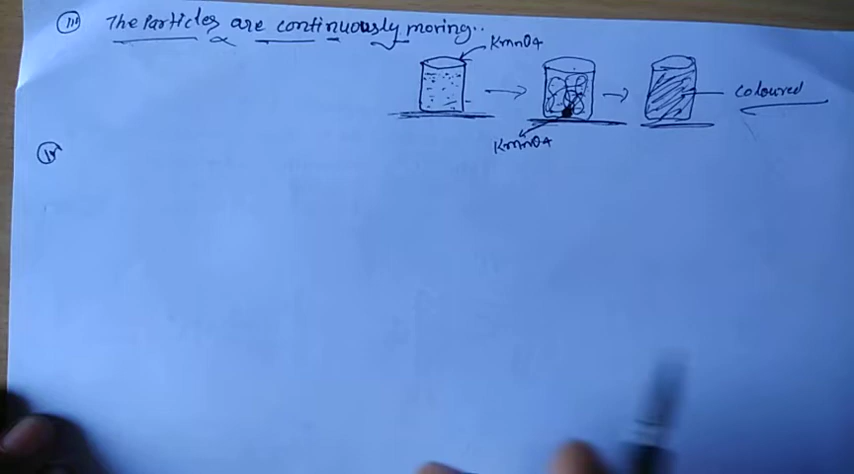 (iii) The Particles are continuously moving..
KmnO4
coloured
KmnO4
(iv)